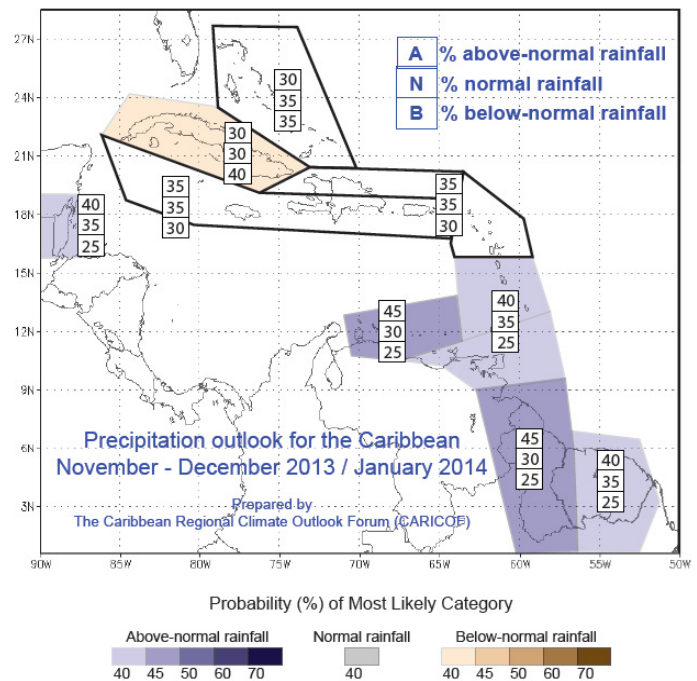 27N
24N
21N
18N
15N
12N
9N
6N
3N
A % above-normal rainfall
N % normal rainfall
B % below-normal rainfall
30
35
35
30
30
40
35
35
30
35
35
30
40
35
25
45
30
25
40
35
25
45
30
25
40
35
25
Precipitation outlook for the Caribbean
November - December 2013 / January 2014
Prepared by
The Caribbean Regional Climate Outlook Forum (CARICOF)
90W 85W 80W 75W 70W 65W 60W 55W 50W
Probability (%) of Most Likely Category
Above-normal rainfall Normal rainfall Below-normal rainfall
40 45 50 60 70 40 40 45 50 60 70